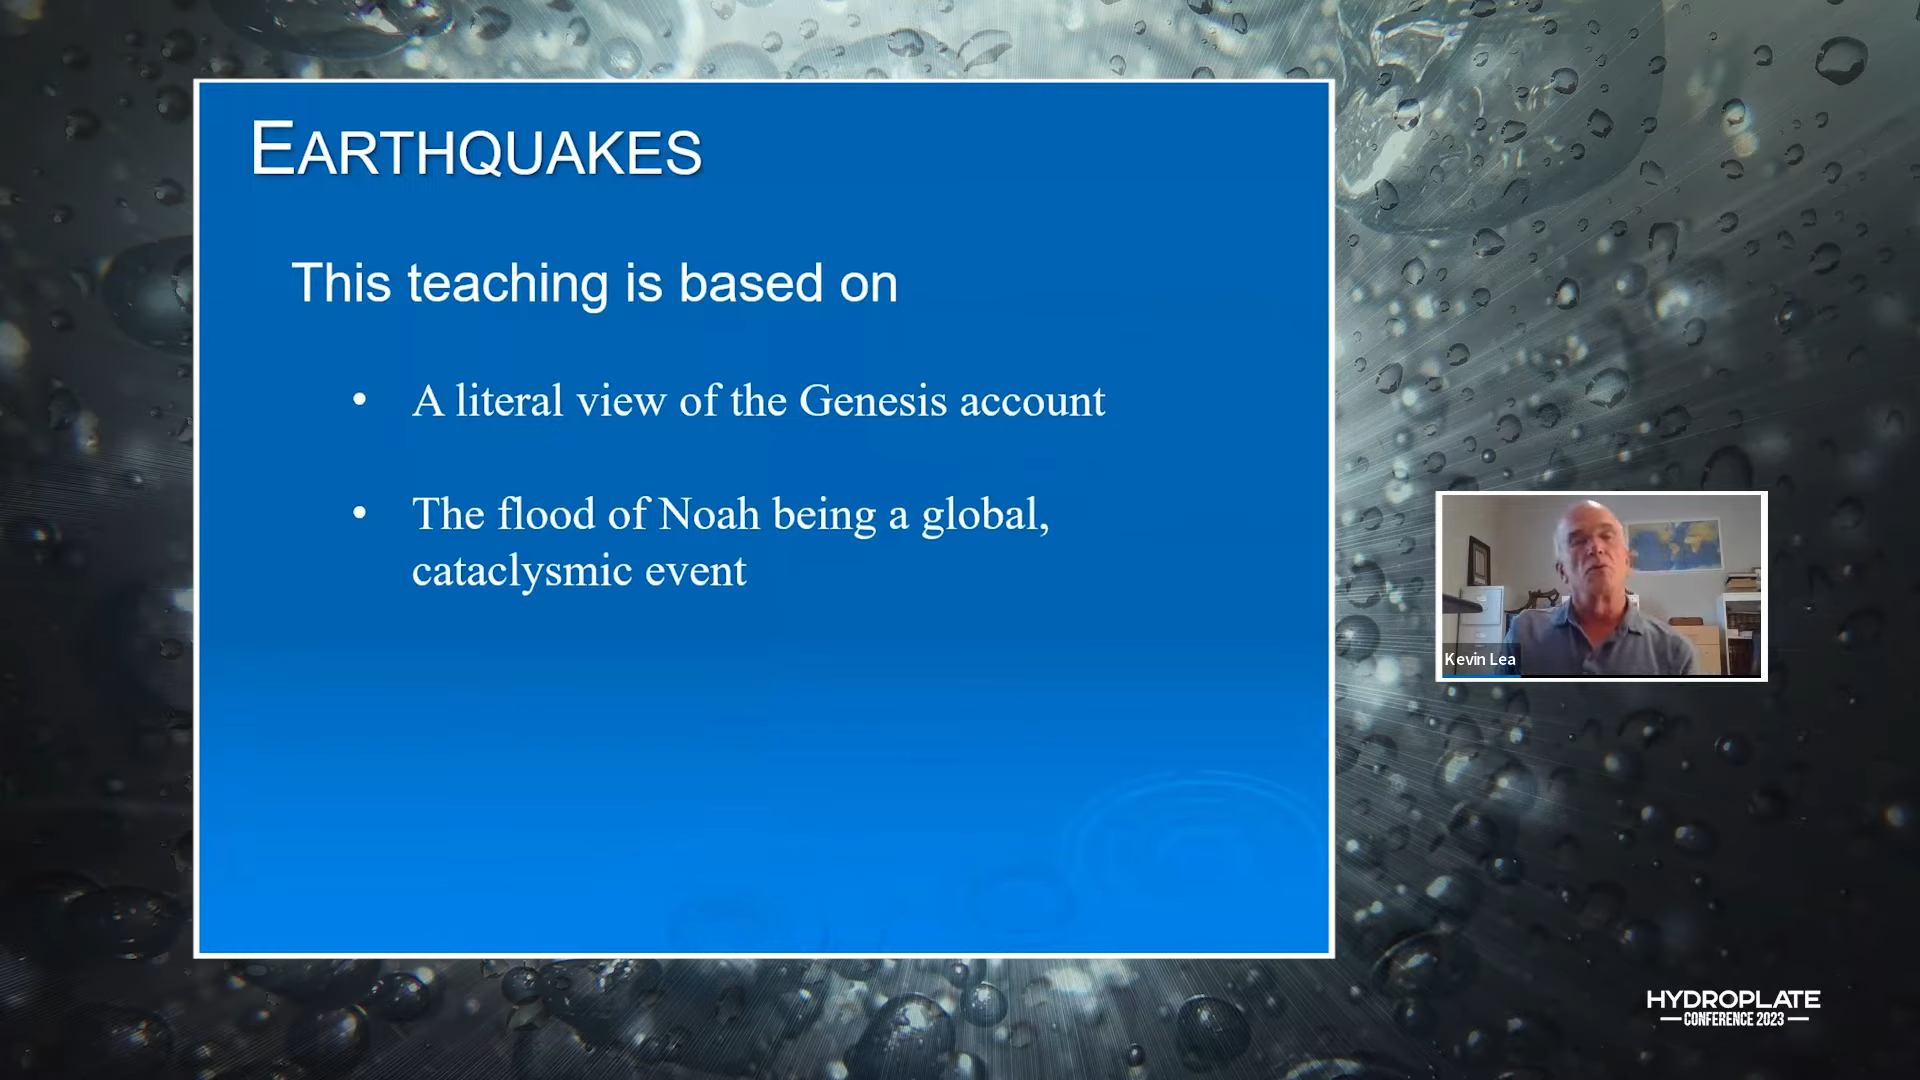 EARTHQUAKES
This teaching is based on
• A literal view of the Genesis account
• The flood of Noah being a global,
cataclysmic event
Kevin Lea
HYDROPLATE
CONFERENCE 2023